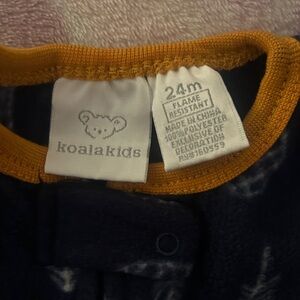 koalakids
24m
FLAME
RESISTANT
MADE IN CHINA
100% POLYESTER
EXCLUSIVE OF
DECORATION